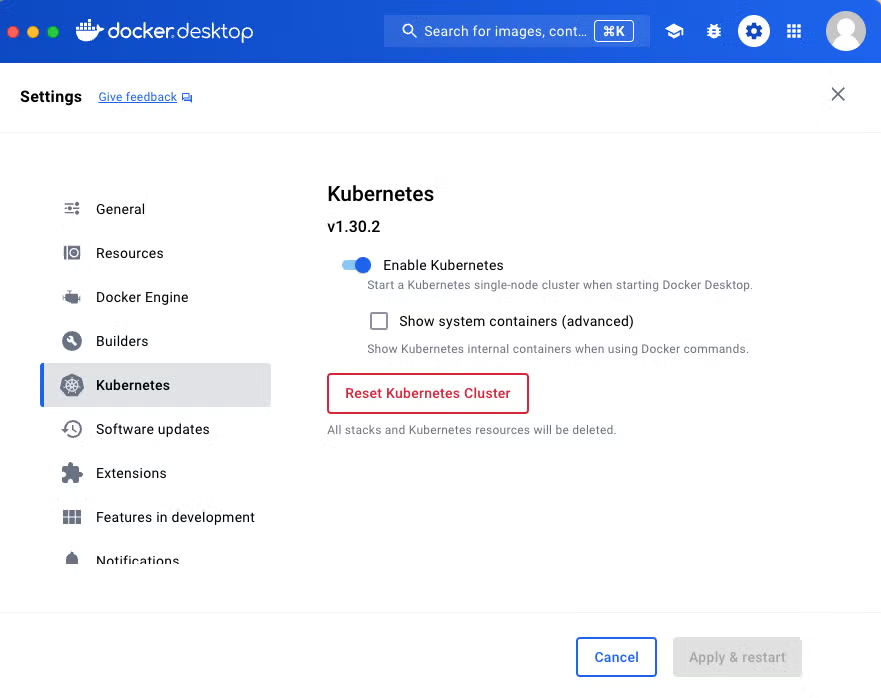 docker.desktop
Search for images, cont... ⌘K
Settings
Give feedback
General
Resources
Docker Engine
Builders
Kubernetes
Software updates
Extensions
Features in development
Notifications
Kubernetes
v1.30.2
Enable Kubernetes
Start a Kubernetes single-node cluster when starting Docker Desktop.
Show system containers (advanced)
Show Kubernetes internal containers when using Docker commands.
Reset Kubernetes Cluster
All stacks and Kubernetes resources will be deleted.
Cancel
Apply & restart